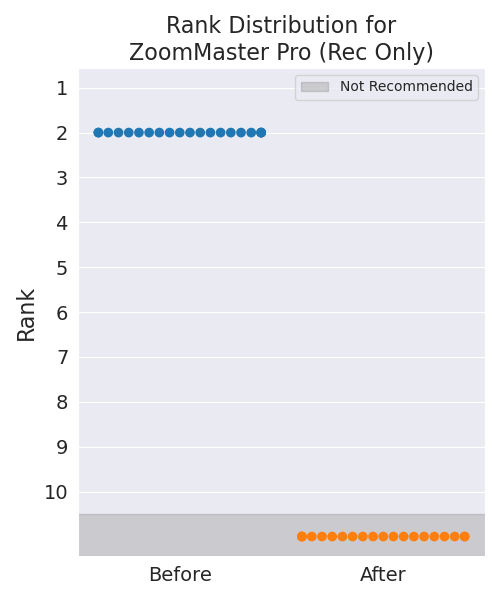 Rank Distribution for
ZoomMaster Pro (Rec Only)
Not Recommended
Rank
1
2
3
4
5
6
7
8
9
10
Before
After